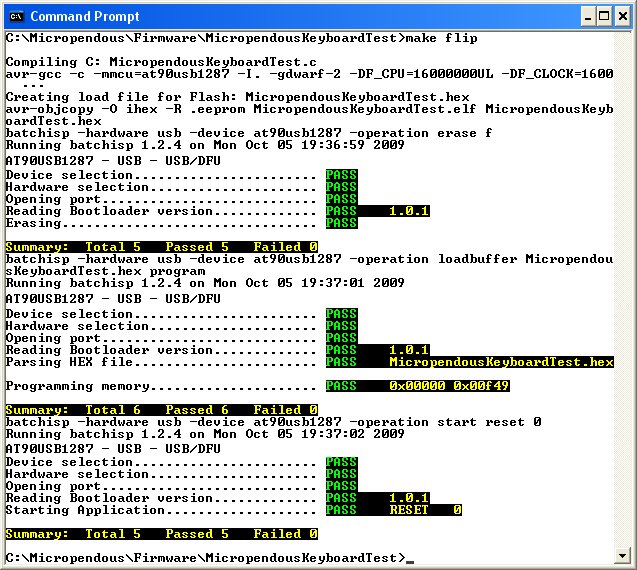 Command Prompt
C:\Micropendous\Firmware\MicropendousKeyboardTest>make flip
Compiling C: MicropendousKeyboardTest.c
avr-gcc -c -mmcu=at90usb1287 -I. -gdwarf-2 -DF_CPU=16000000UL -DF_CLOCK=1600
...
Creating load file for Flash: MicropendousKeyboardTest.hex
avr-objcopy -O ihex -R .eeprom MicropendousKeyboardTest.elf MicropendousKeyb
oardTest.hex
batchisp -hardware usb -device at90usb1287 -operation erase f
Running batchisp 1.2.4 on Mon Oct 05 19:36:59 2009
AT90USB1287 - USB - USB/DFU
Device selection....................... PASS
Hardware selection..................... PASS
Opening port........................... PASS
Reading Bootloader version............. PASS 1.0.1
Erasing................................ PASS
Summary: Total 5 Passed 5 Failed 0
batchisp -hardware usb -device at90usb1287 -operation loadbuffer Micropendou
sKeyboardTest.hex program
Running batchisp 1.2.4 on Mon Oct 05 19:37:01 2009
AT90USB1287 - USB - USB/DFU
Device selection....................... PASS
Hardware selection..................... PASS
Opening port........................... PASS
Reading Bootloader version............. PASS 1.0.1
Parsing HEX file....................... PASS MicropendousKeyboardTest.hex
Programming memory..................... PASS 0x00000 0x00f49
Summary: Total 6 Passed 6 Failed 0
batchisp -hardware usb -device at90usb1287 -operation start reset 0
Running batchisp 1.2.4 on Mon Oct 05 19:37:02 2009
AT90USB1287 - USB - USB/DFU
Device selection....................... PASS
Hardware selection..................... PASS
Opening port........................... PASS
Reading Bootloader version............. PASS 1.0.1
Starting Application................... PASS RESET 0
Summary: Total 5 Passed 5 Failed 0
C:\Micropendous\Firmware\MicropendousKeyboardTest>_